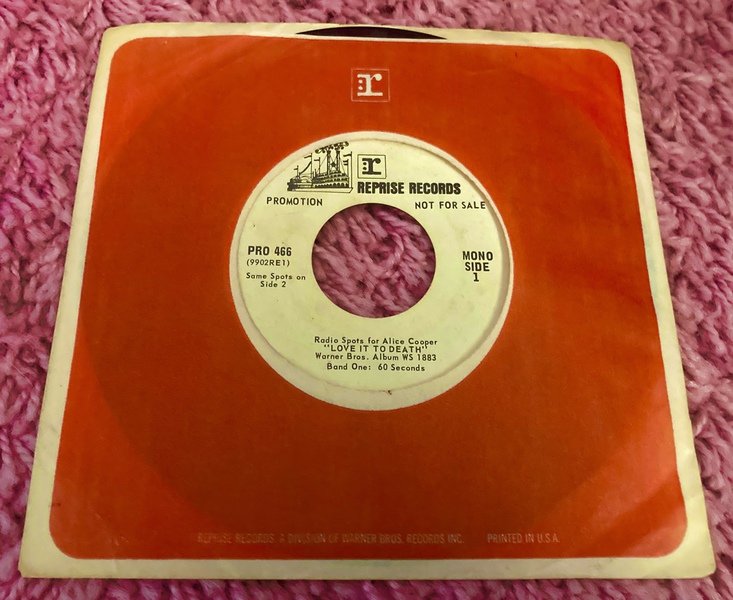 r
r
REPRISE RECORDS
PROMOTION
NOT FOR SALE
PRO 466
(9902RE1)
Same Spots on
Side 2
MONO
SIDE
1
Radio Spots for Alice Cooper
"LOVE IT TO DEATH"
Warner Bros. Album WS 1883
Band One: 60 Seconds
REPRISE RECORDS, A DIVISION OF WARNER BROS. RECORDS INC. PRINTED IN U.S.A.